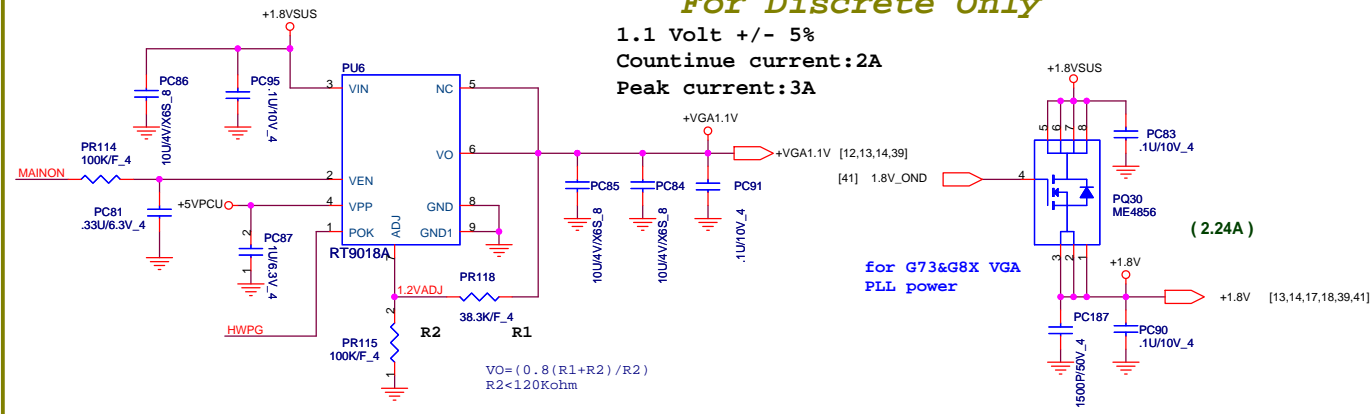 For Discrete Only
1.1 Volt +/- 5%
Countinue current:2A
Peak current:3A
+1.8VSUS
PC86
10U/4V/X6S_8
PC95
.1U/10V_4
PU6
3
VIN
NC
5
VO
6
2
VEN
4
VPP
1
POK
ADJ
7
GND
8
GND1
9
RT9018A
PR114
100K/F_4
MAINON
PC81
.33U/6.3V_4
+5VPCU
2
PC87
1U/6.3V_4
1
HWPG
1.2VADJ
PR118
38.3K/F_4
R1
2
R2
PR115
100K/F_4
1
VO=(0.8(R1+R2)/R2)
R2<120Kohm
PC85
10U/4V/X6S_8
PC84
10U/4V/X6S_8
+VGA1.1V
PC91
.1U/10V_4
+VGA1.1V [12,13,14,39]
[41] 1.8V_OND
+1.8VSUS
5
6
7
8
PC83
.1U/10V_4
4
PQ30
ME4856
3
2
1
( 2.24A )
for G73&G8X VGA
PLL power
+1.8V
+1.8V [13,14,17,18,39,41]
PC187
1500P/50V_4
PC90
.1U/10V_4